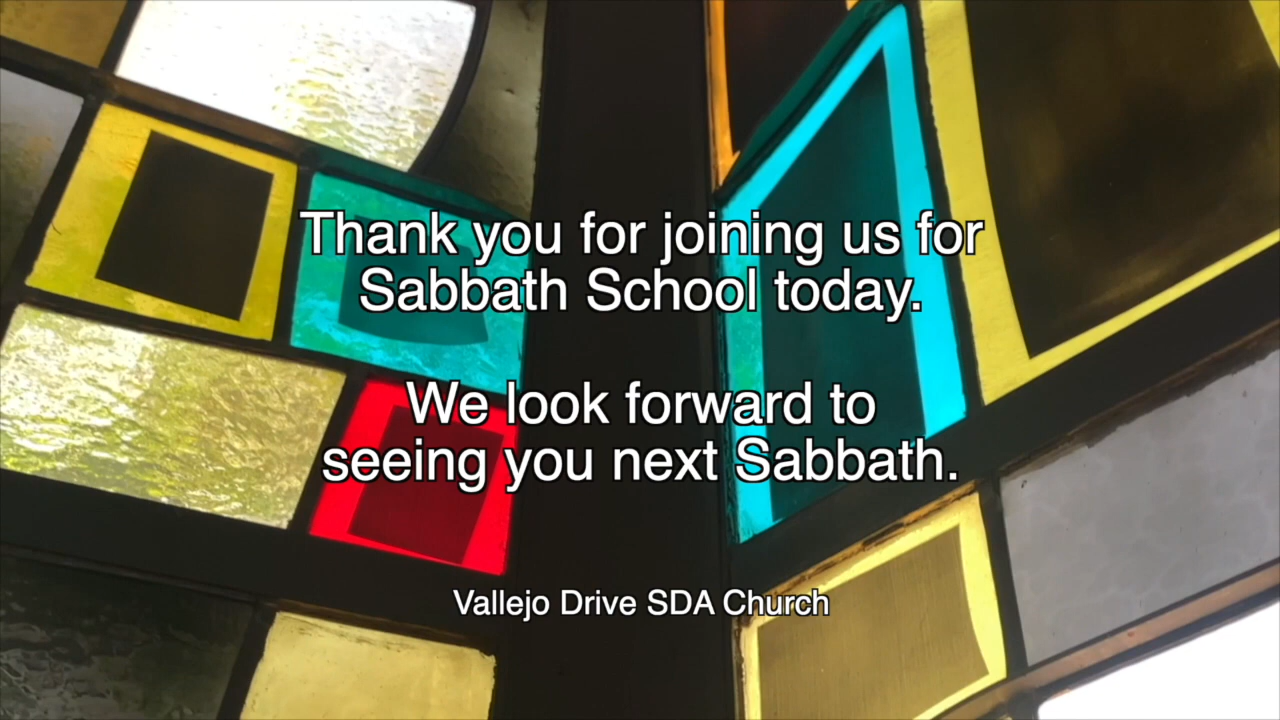 Thank you for joining us for
Sabbath School today.
We look forward to
seeing you next Sabbath.
Vallejo Drive SDA Church